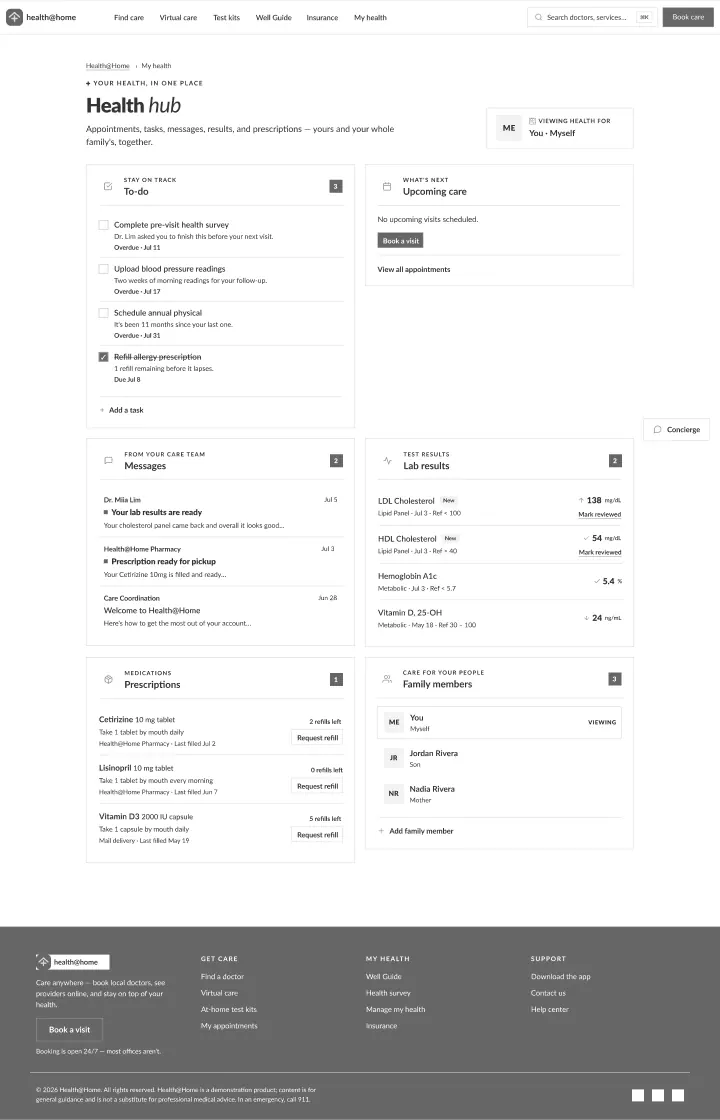 health@home
Find care
Virtual care
Test kits
Well Guide
Insurance
My health
Search doctors, services...
⌘K
Book care
Health@Home › My health
+ YOUR HEALTH, IN ONE PLACE
Health hub
Appointments, tasks, messages, results, and prescriptions — yours and your whole
family's, together.
ME
VIEWING HEALTH FOR
You · Myself
STAY ON TRACK
To-do
3
Complete pre-visit health survey
Dr. Lim asked you to finish this before your next visit.
Overdue · Jul 11
Upload blood pressure readings
Two weeks of morning readings for your follow-up.
Overdue · Jul 17
Schedule annual physical
It's been 11 months since your last one.
Overdue · Jul 31
Refill allergy prescription
1 refill remaining before it lapses.
Due Jul 8
+ Add a task
WHAT'S NEXT
Upcoming care
No upcoming visits scheduled.
Book a visit
View all appointments
Concierge
FROM YOUR CARE TEAM
Messages
2
Dr. Miia Lim
Jul 5
Your lab results are ready
Your cholesterol panel came back and overall it looks good...
Health@Home Pharmacy
Jul 3
Prescription ready for pickup
Your Cetirizine 10mg is filled and ready...
Care Coordination
Jun 28
Welcome to Health@Home
Here's how to get the most out of your account...
TEST RESULTS
Lab results
2
LDL Cholesterol New
↑ 138 mg/dL
Lipid Panel · Jul 3 · Ref < 100
Mark reviewed
HDL Cholesterol New
✓ 54 mg/dL
Lipid Panel · Jul 3 · Ref > 40
Mark reviewed
Hemoglobin A1c
✓ 5.4 %
Metabolic · Jul 3 · Ref < 5.7
Vitamin D, 25-OH
↓ 24 ng/mL
Metabolic · May 18 · Ref 30 – 100
MEDICATIONS
Prescriptions
1
Cetirizine 10 mg tablet
2 refills left
Take 1 tablet by mouth daily
Health@Home Pharmacy · Last filled Jul 2
Request refill
Lisinopril 10 mg tablet
0 refills left
Take 1 tablet by mouth every morning
Health@Home Pharmacy · Last filled Jun 7
Request refill
Vitamin D3 2000 IU capsule
5 refills left
Take 1 capsule by mouth daily
Mail delivery · Last filled May 19
Request refill
CARE FOR YOUR PEOPLE
Family members
3
ME
You
Myself
VIEWING
JR
Jordan Rivera
Son
NR
Nadia Rivera
Mother
+ Add family member
health@home
Care anywhere — book local doctors, see
providers online, and stay on top of your
health.
Book a visit
Booking is open 24/7 — most offices aren't.
GET CARE
Find a doctor
Virtual care
At-home test kits
My appointments
MY HEALTH
Well Guide
Health survey
Manage my health
Insurance
SUPPORT
Download the app
Contact us
Help center
© 2026 Health@Home. All rights reserved. Health@Home is a demonstration product; content is for
general guidance and is not a substitute for professional medical advice. In an emergency, call 911.